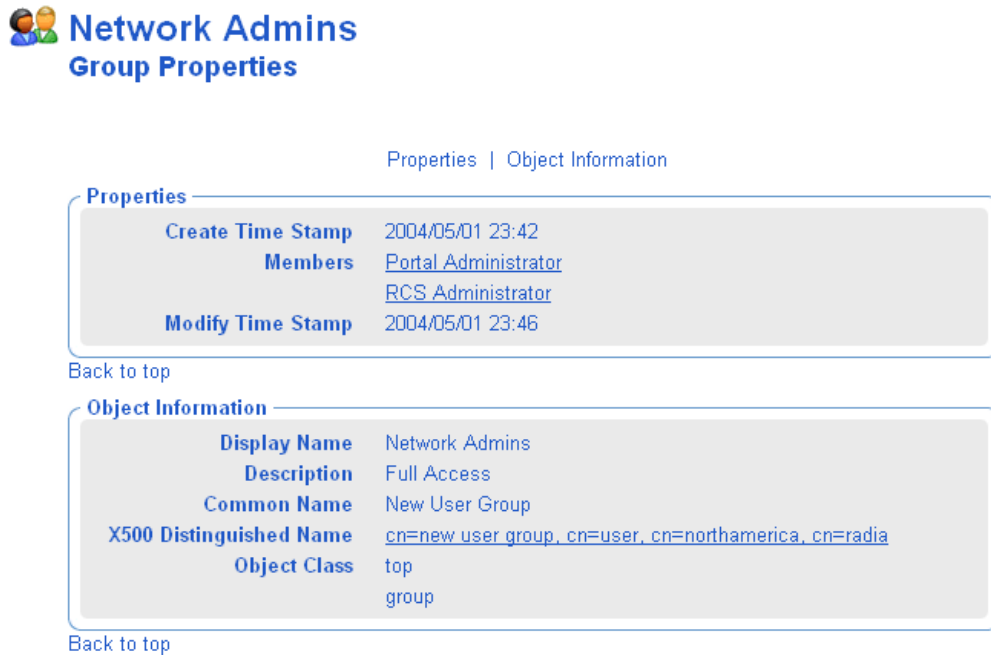 Network Admins
Group Properties
Properties | Object Information
Properties
Create Time Stamp 2004/05/01 23:42
Members Portal Administrator
RCS Administrator
Modify Time Stamp 2004/05/01 23:46
Back to top
Object Information
Display Name Network Admins
Description Full Access
Common Name New User Group
X500 Distinguished Name cn=new user group, cn=user, cn=northamerica, cn=radia
Object Class top
group
Back to top